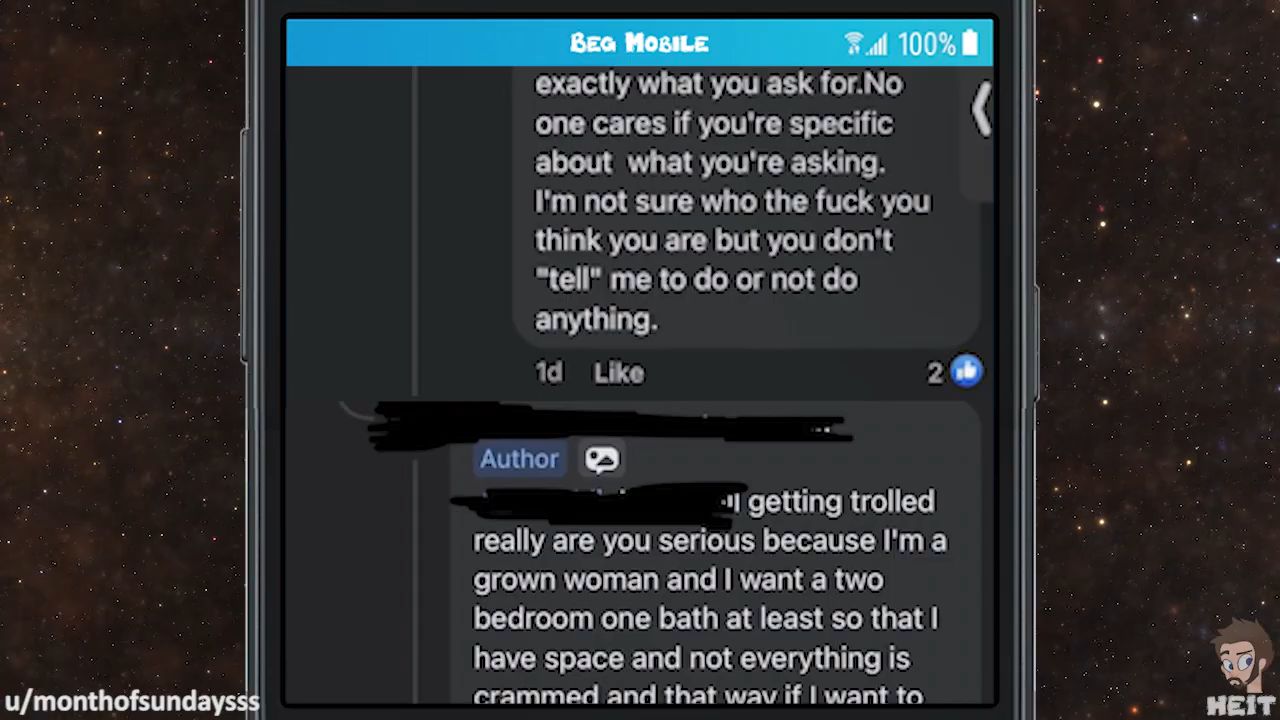 BEG MOBILE
100%
exactly what you ask for.No
one cares if you're specific
about what you're asking.
I'm not sure who the fuck you
think you are but you don't
"tell" me to do or not do
anything.
1d Like 2
Author
getting trolled
really are you serious because I'm a
grown woman and I want a two
bedroom one bath at least so that I
have space and not everything is
crammed and that way if I want to
u/monthofsundaysss
HEIT